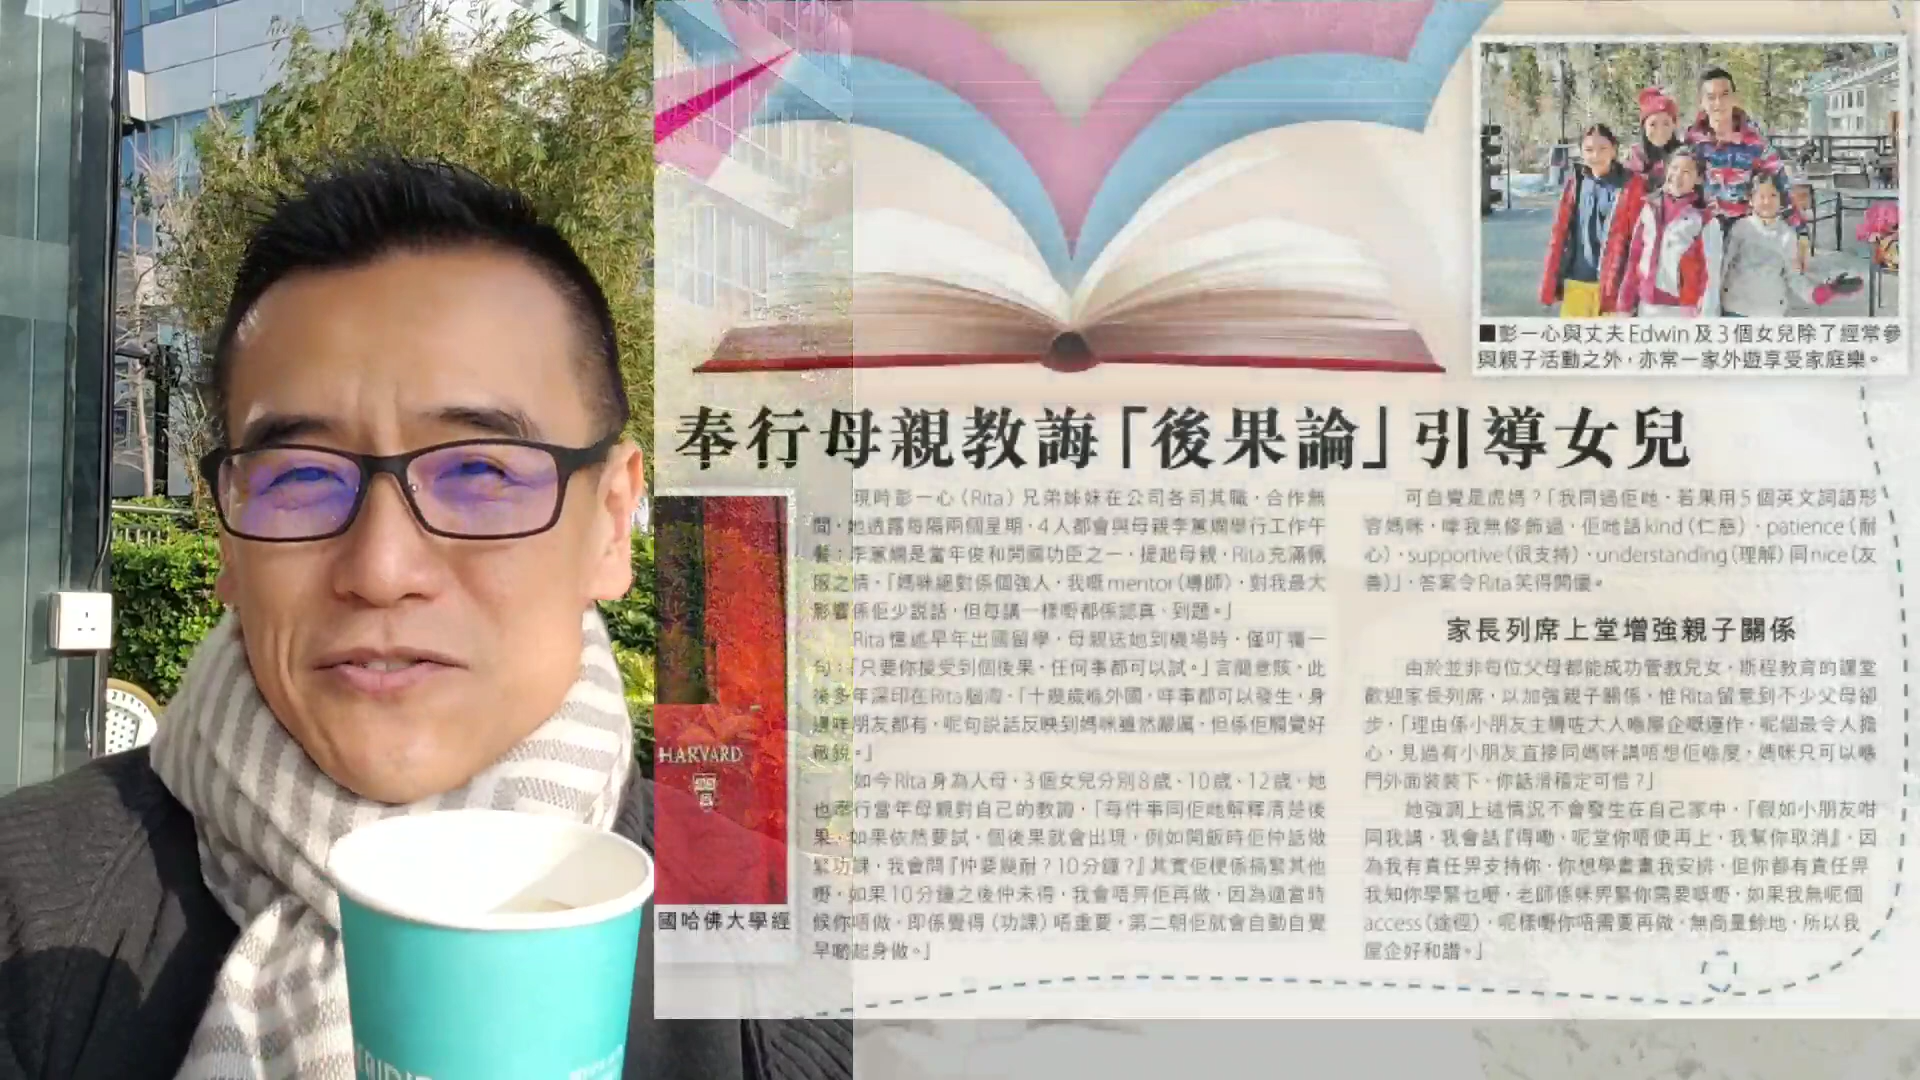 ■彭一心與丈夫Edwin及3個女兒除了經常參
與親子活動之外，亦常一家外遊享受家庭樂。
奉行母親教誨「後果論」引導女兒
現時彭一心（Rita）兄弟姊妹在公司各司其職，合作無
間，她透露每隔兩個星期，4人都會與母親李蕙嫻舉行工作午
餐；李蕙嫻是當年俊和開國功臣之一，提起母親，Rita充滿佩
服之情，「媽咪絕對係個強人，我嘅mentor（導師），對我最大
影響係佢少說話，但每講一樣嘢都係認真、到題。」
Rita憶述早年出國留學，母親送她到機場時，僅叮囑一
句：「只要你接受到個後果，任何事都可以試。」言簡意賅，此
後多年深印在Rita腦海，「十幾歲喺外國，咩事都可以發生，身
邊咩朋友都有，呢句說話反映到媽咪雖然嚴厲，但係佢觸覺好
敏銳。」
如今Rita身為人母，3個女兒分別8歲、10歲、12歲，她
也奉行當年母親對自己的教誨，「每件事同佢哋解釋清楚後
果，如果依然要試，個後果就會出現，例如開飯時佢仲話做
緊功課，我會問『仲要幾耐？10分鐘？』其實佢梗係搞緊其他
嘢，如果10分鐘之後仲未得，我會唔畀佢再做，因為適當時
候你唔做，即係覺得（功課）唔重要，第二朝佢就會自動自覺
早啲起身做。」
可自覺是虎媽？「我問過佢哋，若果用5個英文詞語形
容媽咪，啤我無修飾過，佢哋話kind（仁慈）、patience（耐
心）、supportive（很支持）、understanding（理解）同nice（友
善）」，答案令Rita笑得開懷。
家長列席上堂增強親子關係
由於並非每位父母都能成功管教兒女，斯程教育的課堂
歡迎家長列席，以加強親子關係，惟Rita留意到不少父母卻
步，「理由係小朋友主導咗大人喺屋企嘅運作，呢個最令人擔
心，見過有小朋友直接同媽咪講唔想佢喺度，媽咪只可以喺
門外面裝裝下，你話滑稽定可惜？」
她強調上述情況不會發生在自己家中，「假如小朋友咁
同我講，我會話『得嘞，呢堂你唔使再上，我幫你取消』，因
為我有責任畀支持你，你想學畫畫我安排，但你都有責任畀
我知你學緊乜嘢，老師係咪畀緊你需要嘅嘢，如果我無呢個
access（途徑），呢樣嘢你唔需要再做，無商量餘地，所以我
屋企好和諧。」
HARVARD
國哈佛大學經